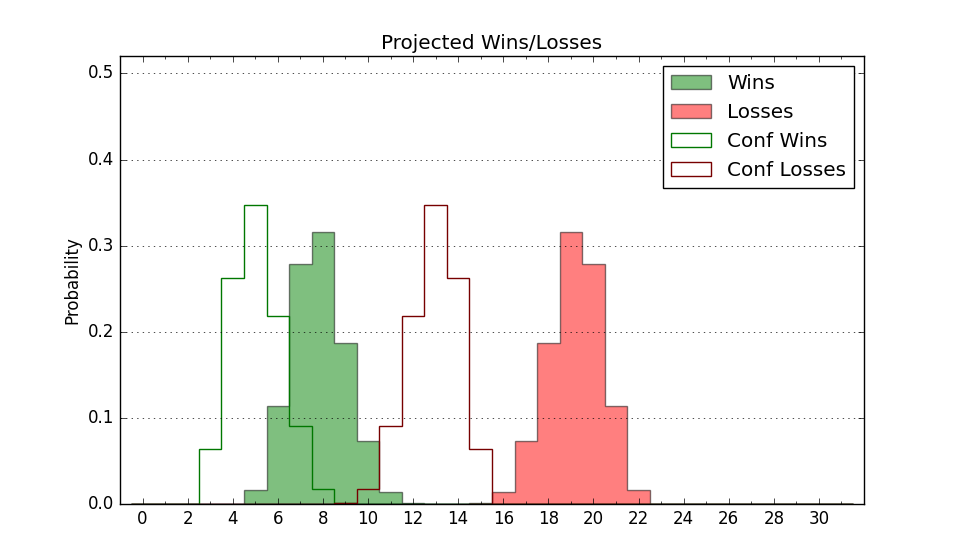 Projected Wins/Losses
Wins
Losses
Conf Wins
Conf Losses
Probability
0.5
0.4
0.3
0.2
0.1
0.0
0 2 4 6 8 10 12 14 16 18 20 22 24 26 28 30